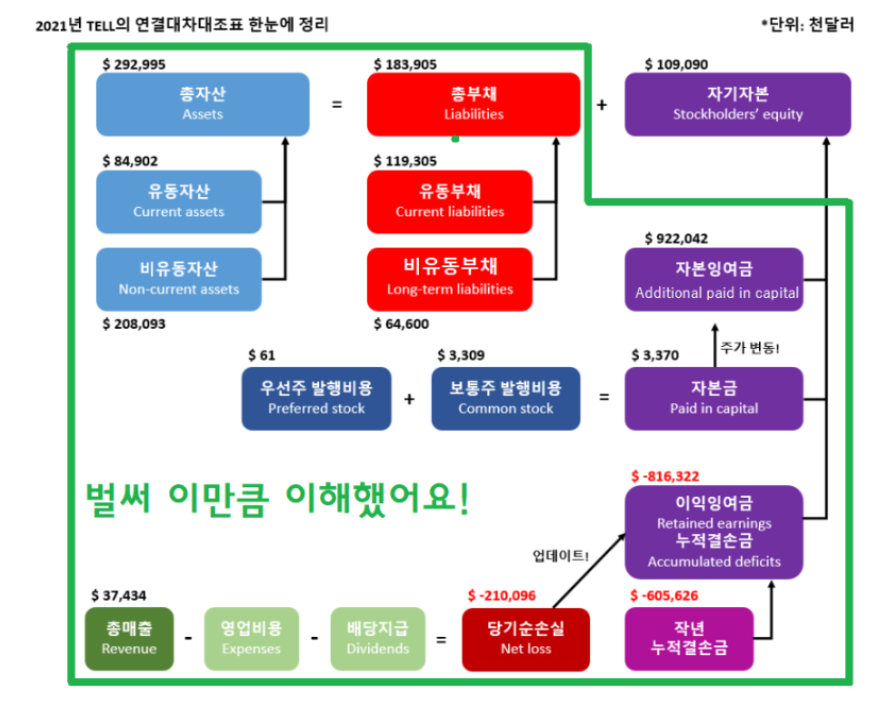 2021년 TELL의 연결대차대조표 한눈에 정리
*단위: 천달러
$ 292,995
$ 183,905
$ 109,090
총자산
Assets
=
총부채
Liabilities
+
자기자본
Stockholders' equity
$ 84,902
$ 119,305
유동자산
Current assets
유동부채
Current liabilities
$ 922,042
비유동자산
Non-current assets
비유동부채
Long-term liabilities
자본잉여금
Additional paid in capital
$ 208,093
$ 64,600
주가 변동!
$ 61
$ 3,309
$ 3,370
우선주 발행비용
Preferred stock
+
보통주 발행비용
Common stock
=
자본금
Paid in capital
벌써 이만큼 이해했어요!
$ -816,322
이익잉여금
Retained earnings
누적결손금
Accumulated deficits
업데이트!
$ 37,434
$ -210,096
$ -605,626
총매출
Revenue
-
영업비용
Expenses
-
배당지급
Dividends
=
당기순손실
Net loss
작년
누적결손금